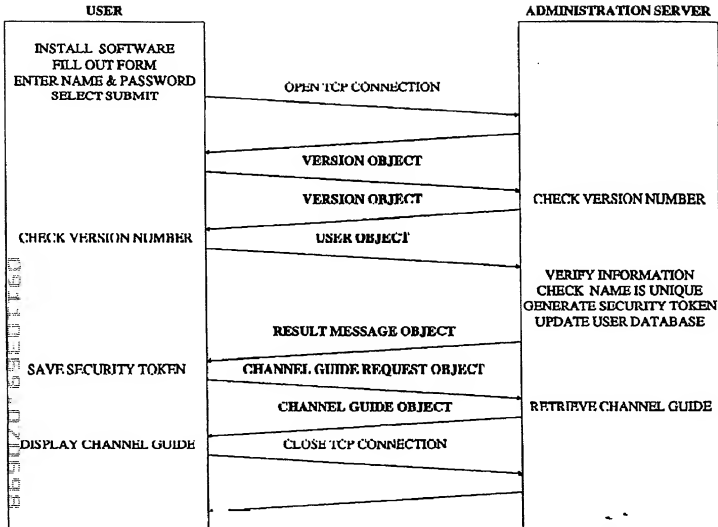 USER
ADMINISTRATION SERVER
INSTALL SOFTWARE
FILL OUT FORM
ENTER NAME & PASSWORD
SELECT SUBMIT
OPEN TCP CONNECTION
VERSION OBJECT
VERSION OBJECT
CHECK VERSION NUMBER
CHECK VERSION NUMBER
USER OBJECT
VERIFY INFORMATION
CHECK NAME IS UNIQUE
GENERATE SECURITY TOKEN
UPDATE USER DATABASE
RESULT MESSAGE OBJECT
SAVE SECURITY TOKEN
CHANNEL GUIDE REQUEST OBJECT
CHANNEL GUIDE OBJECT
RETRIEVE CHANNEL GUIDE
DISPLAY CHANNEL GUIDE
CLOSE TCP CONNECTION